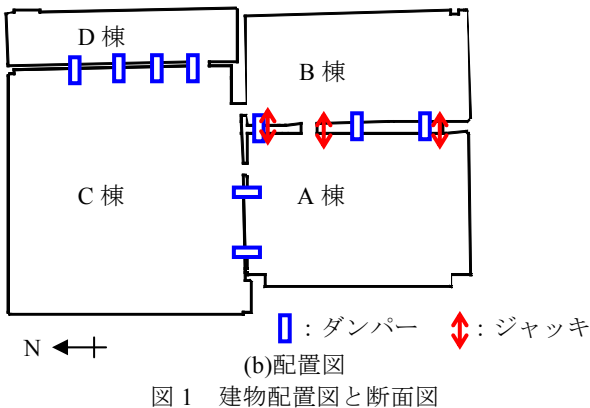 D 棟
B 棟
C 棟
A 棟
：ダンパー
：ジャッキ
N
(b)配置図
図 1　建物配置図と断面図